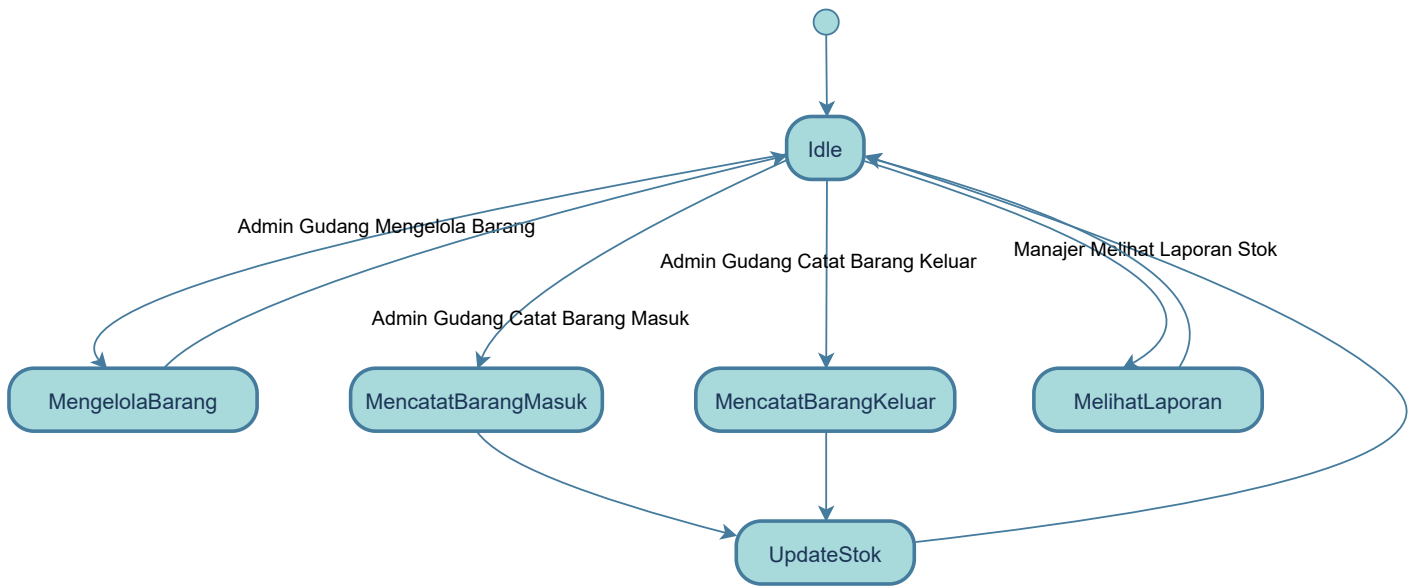 Idle
Admin Gudang Mengelola Barang
Manajer Melihat Laporan Stok
Admin Gudang Catat Barang Keluar
Admin Gudang Catat Barang Masuk
MengelolaBarang
MencatatBarangMasuk
MencatatBarangKeluar
MelihatLaporan
UpdateStok